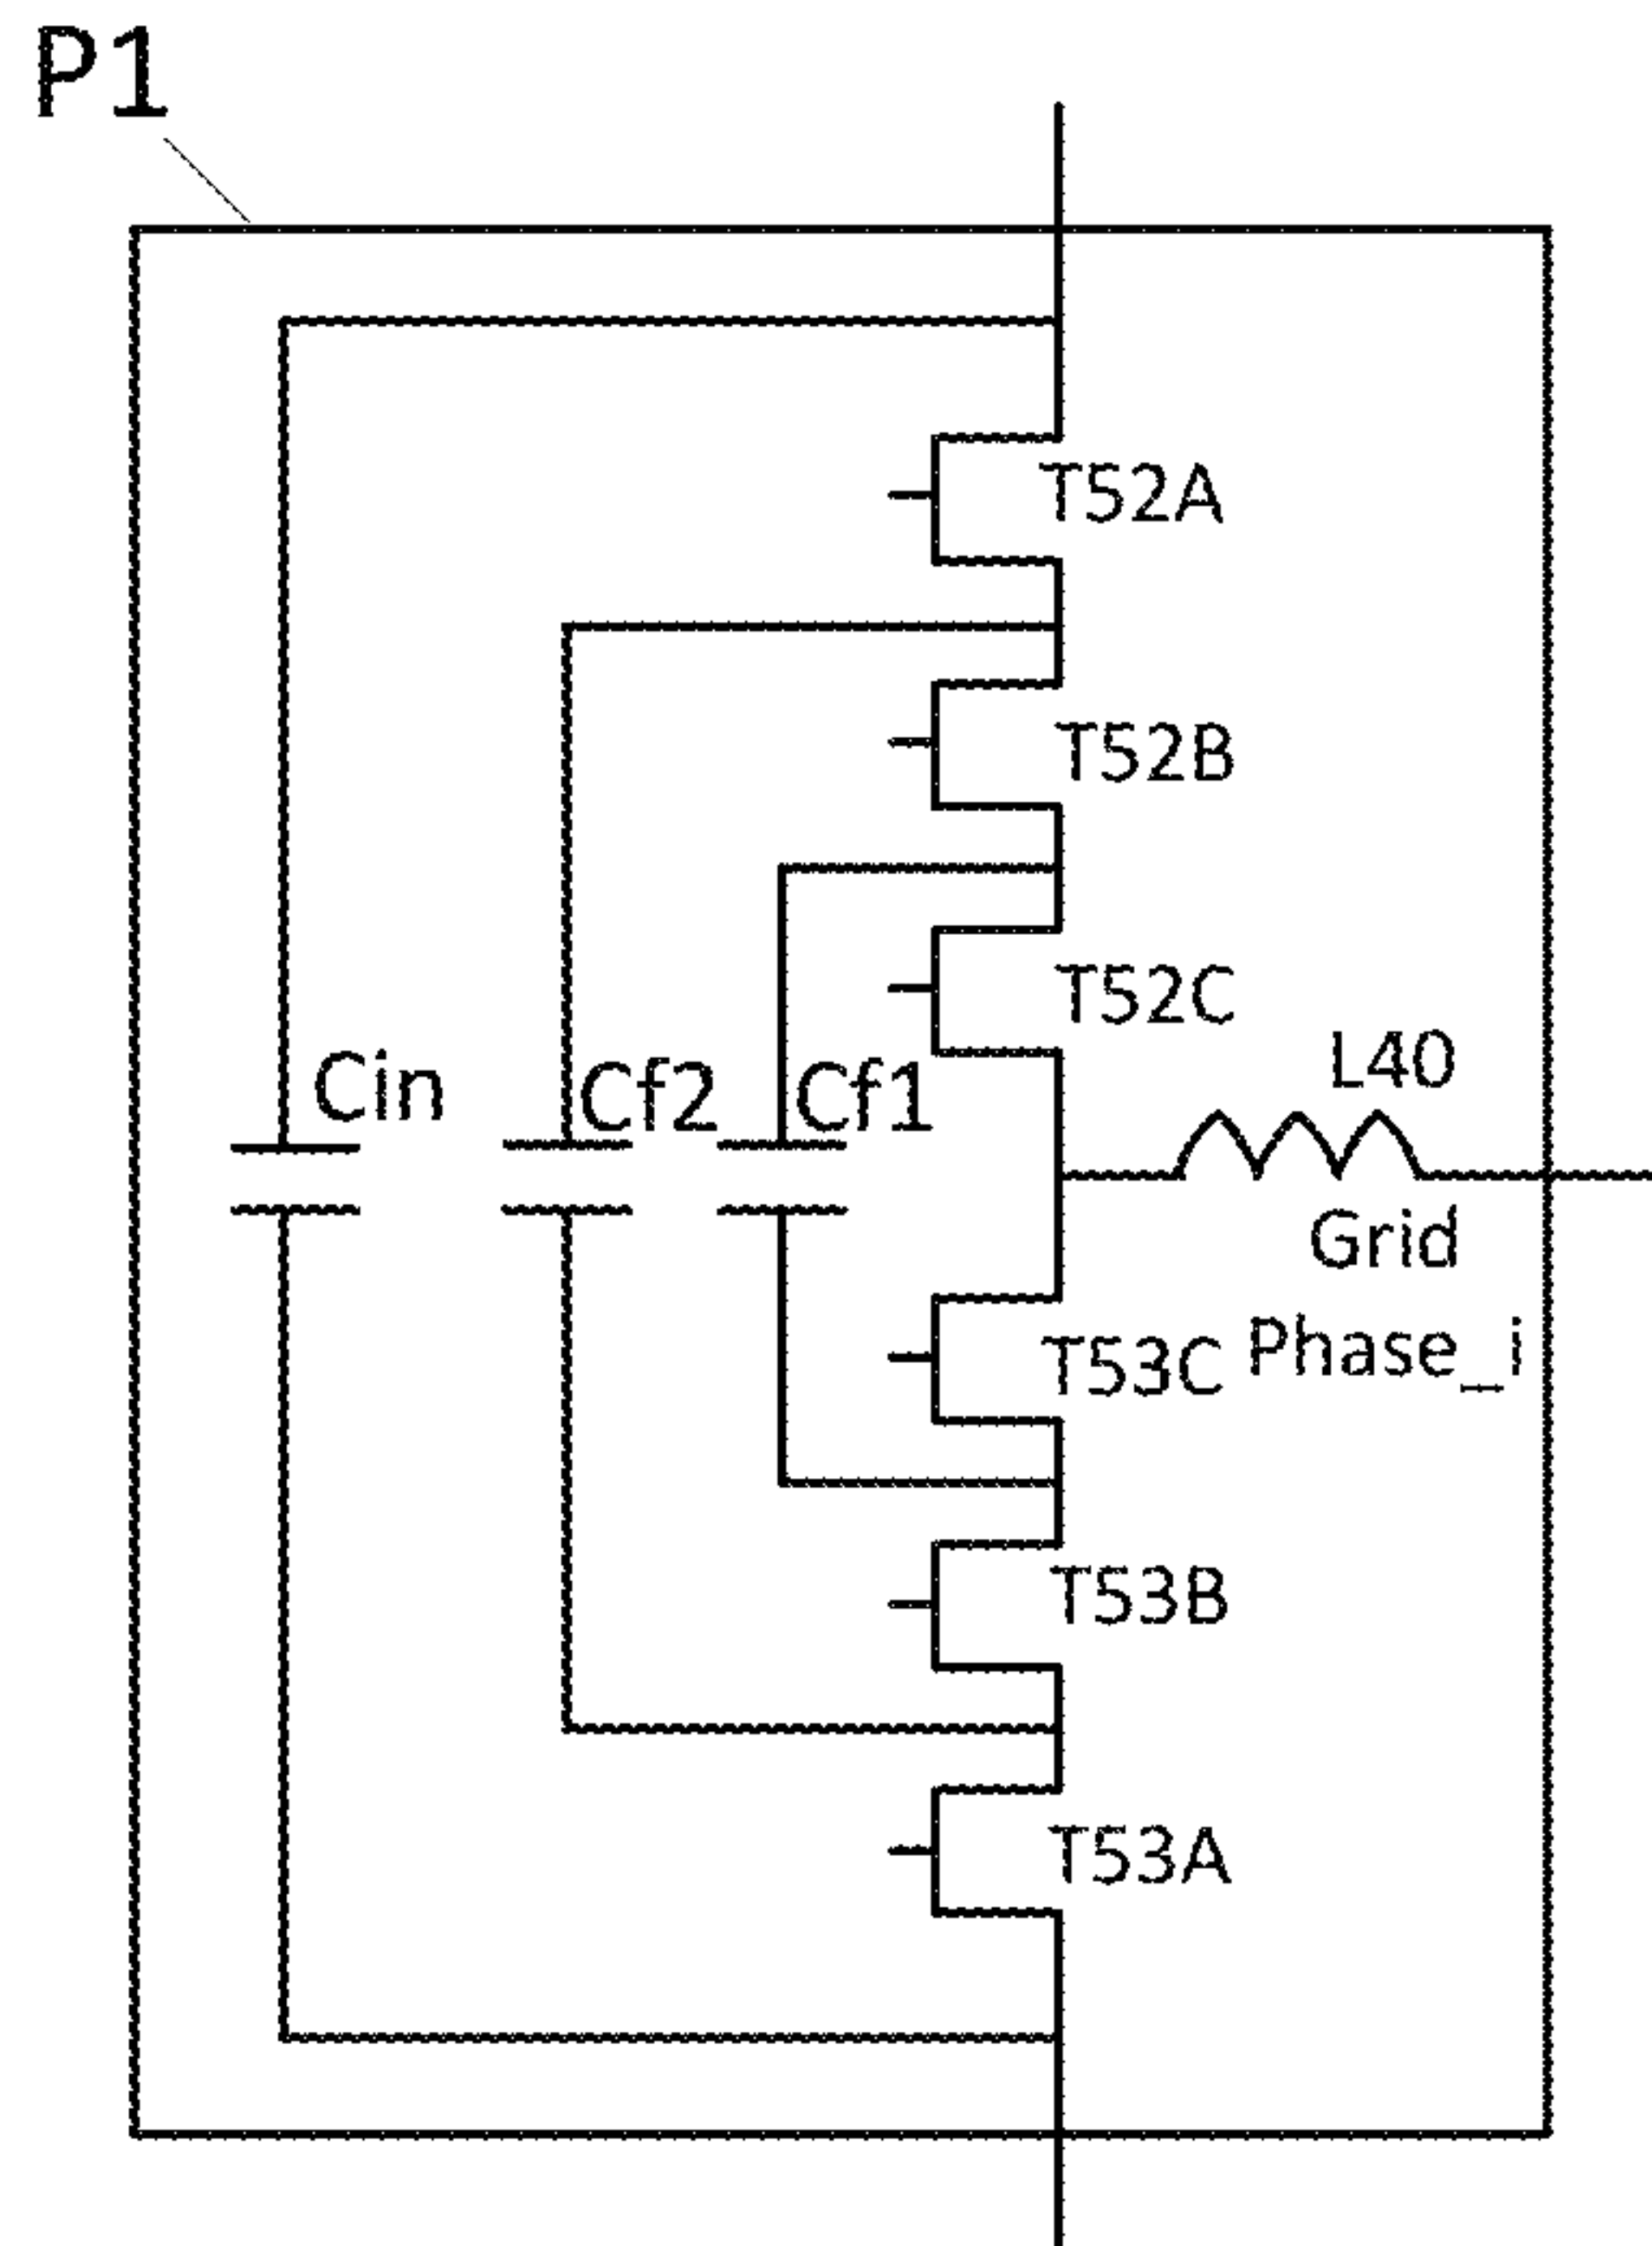 P1
T52A
T52B
T52C
L40
Cin
Cf2
Cf1
Grid
Phase_i
T53C
T53B
T53A